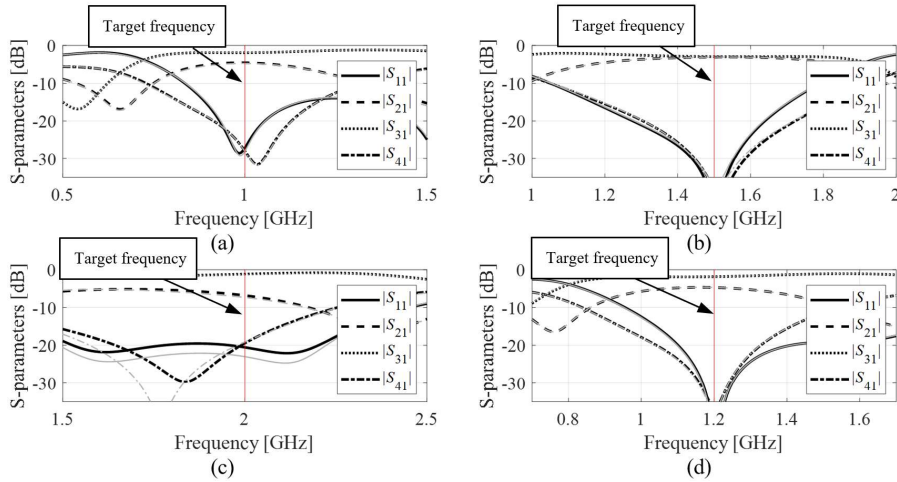 Target frequency
S-parameters [dB]
0
-10
-20
-30
|S11|
|S21|
|S31|
|S41|
0.5
1
1.5
Frequency [GHz]
(a)
Target frequency
S-parameters [dB]
0
-10
-20
-30
|S11|
|S21|
|S31|
|S41|
1
1.2
1.4
1.6
1.8
2
Frequency [GHz]
(b)
Target frequency
S-parameters [dB]
0
-10
-20
-30
|S11|
|S21|
|S31|
|S41|
1.5
2
2.5
Frequency [GHz]
(c)
Target frequency
S-parameters [dB]
0
-10
-20
-30
|S11|
|S21|
|S31|
|S41|
0.8
1
1.2
1.4
1.6
Frequency [GHz]
(d)